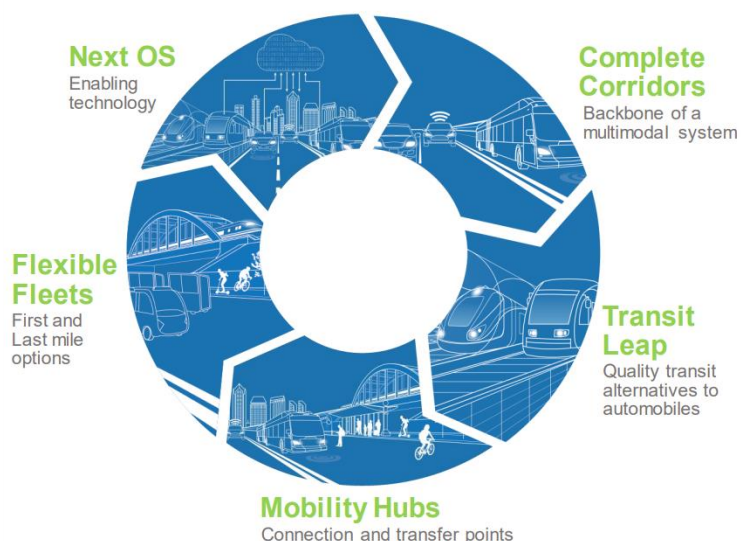 Next OS
Enabling
technology
Complete
Corridors
Backbone of a
multimodal system
Flexible
Fleets
First and
Last mile
options
Transit
Leap
Quality transit
alternatives to
automobiles
Mobility Hubs
Connection and transfer points